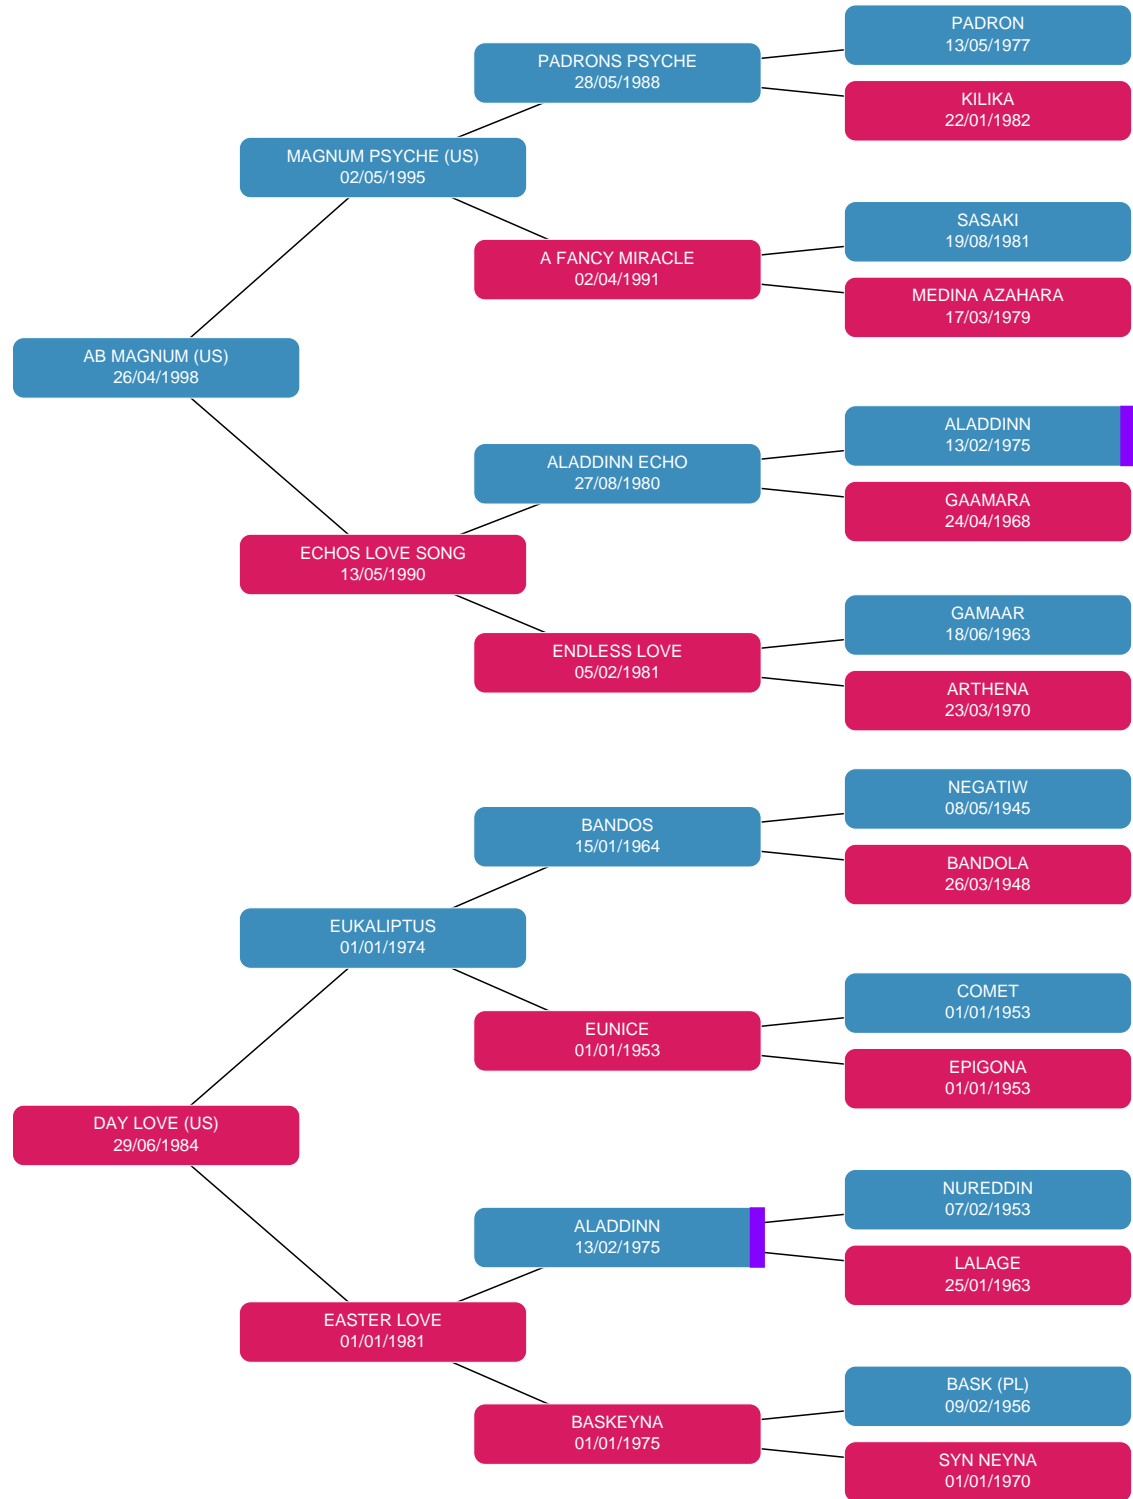 PADRON
13/05/1977
PADRONS PSYCHE
28/05/1988
KILIKA
22/01/1982
MAGNUM PSYCHE (US)
02/05/1995
SASAKI
19/08/1981
A FANCY MIRACLE
02/04/1991
MEDINA AZAHARA
17/03/1979
AB MAGNUM (US)
26/04/1998
ALADDINN
13/02/1975
ALADDINN ECHO
27/08/1980
GAAMARA
24/04/1968
ECHOS LOVE SONG
13/05/1990
GAMAAR
18/06/1963
ENDLESS LOVE
05/02/1981
ARTHENA
23/03/1970
NEGATIW
08/05/1945
BANDOS
15/01/1964
BANDOLA
26/03/1948
EUKALIPTUS
01/01/1974
COMET
01/01/1953
EUNICE
01/01/1953
EPIGONA
01/01/1953
DAY LOVE (US)
29/06/1984
NUREDDIN
07/02/1953
ALADDINN
13/02/1975
LALAGE
25/01/1963
EASTER LOVE
01/01/1981
BASK (PL)
09/02/1956
BASKEYNA
01/01/1975
SYN NEYNA
01/01/1970